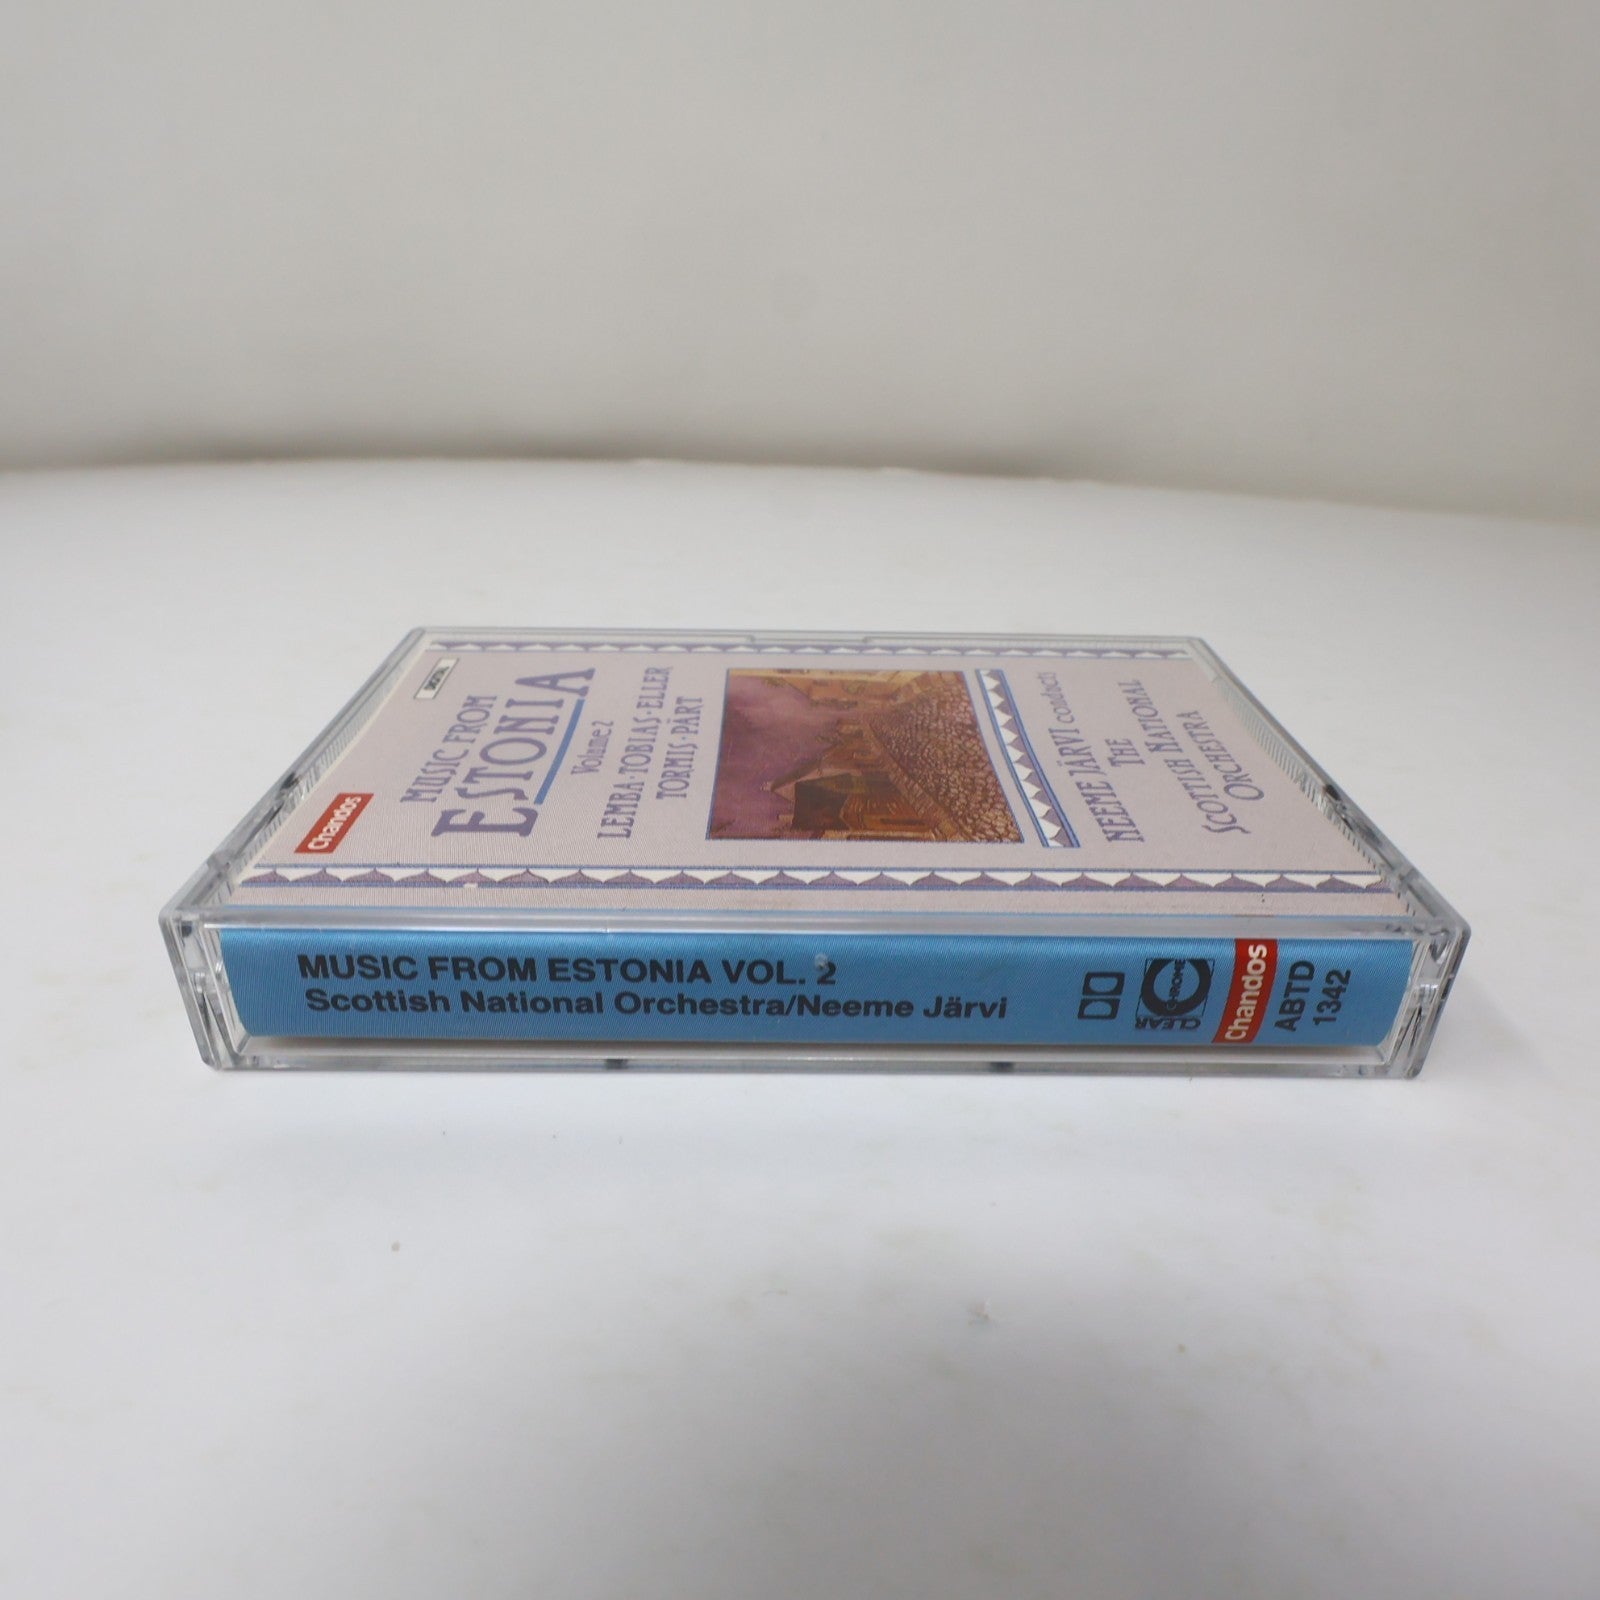 DIGITAL
Chandos
MUSIC FROM
ESTONIA
Volume 2
LEMBA·TOBIAS·ELLER
TORMIS·PÄRT
NEEME JÄRVI conducts
THE
SCOTTISH NATIONAL
ORCHESTRA
MUSIC FROM ESTONIA VOL. 2
Scottish National Orchestra/Neeme Järvi
CLEAR
CHROME
Chandos
ABTD
1342